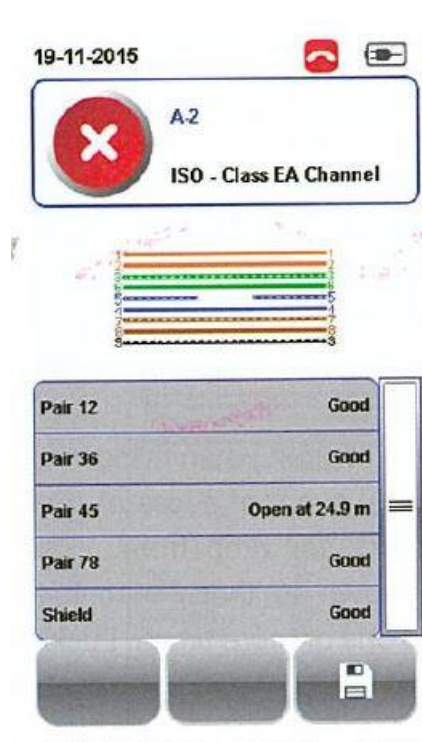 19-11-2015
A-2
ISO - Class EA Channel
Pair 12 Good
Pair 36 Good
Pair 45 Open at 24.9 m
Pair 78 Good
Shield Good